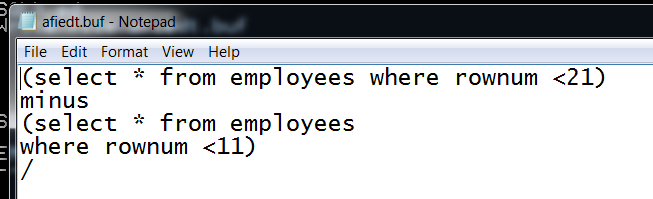 afiedt.buf - Notepad
File Edit Format View Help
(select * from employees where rownum <21)
minus
(select * from employees
where rownum <11)
/